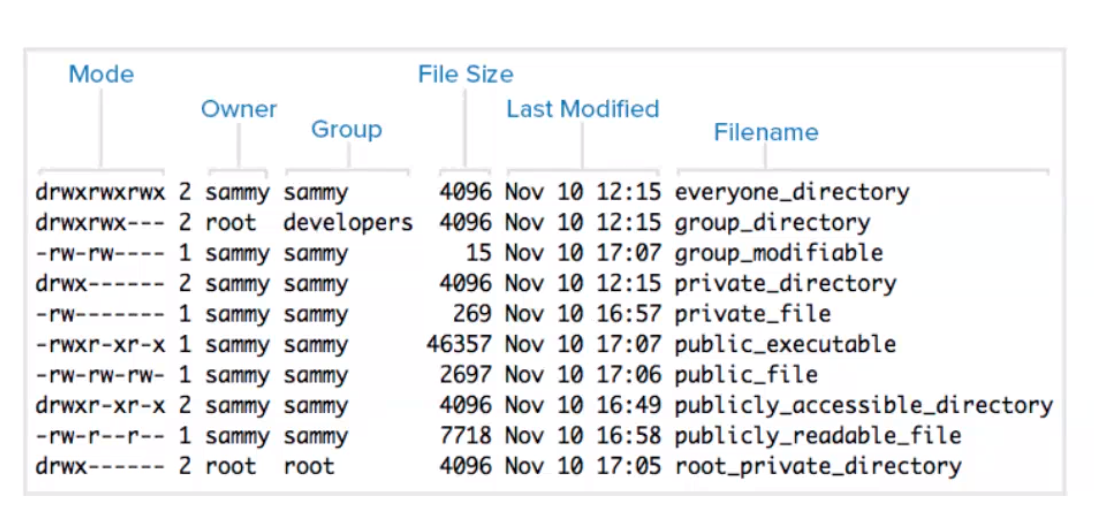 Mode
File Size
Owner
Last Modified
Group
Filename
drwxrwxrwx 2 sammy sammy 4096 Nov 10 12:15 everyone_directory
drwxrwx--- 2 root developers 4096 Nov 10 12:15 group_directory
-rw-rw---- 1 sammy sammy 15 Nov 10 17:07 group_modifiable
drwx------ 2 sammy sammy 4096 Nov 10 12:15 private_directory
-rw------- 1 sammy sammy 269 Nov 10 16:57 private_file
-rwxr-xr-x 1 sammy sammy 46357 Nov 10 17:07 public_executable
-rw-rw-rw- 1 sammy sammy 2697 Nov 10 17:06 public_file
drwxr-xr-x 2 sammy sammy 4096 Nov 10 16:49 publicly_accessible_directory
-rw-r--r-- 1 sammy sammy 7718 Nov 10 16:58 publicly_readable_file
drwx------ 2 root root 4096 Nov 10 17:05 root_private_directory